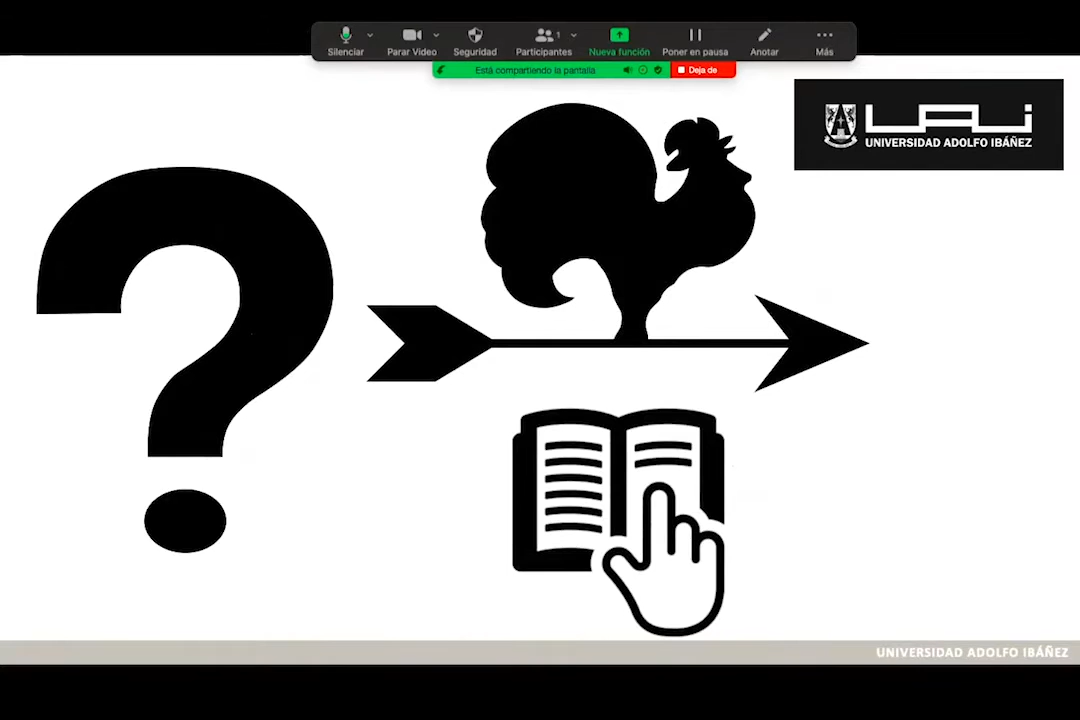 Silenciar
Parar Video
Seguridad
Participantes
1
Nueva función
Poner en pausa
Anotar
Más
Está compartiendo la pantalla
Deja de
UAI
UNIVERSIDAD ADOLFO IBÁÑEZ
?
UNIVERSIDAD ADOLFO IBÁÑEZ